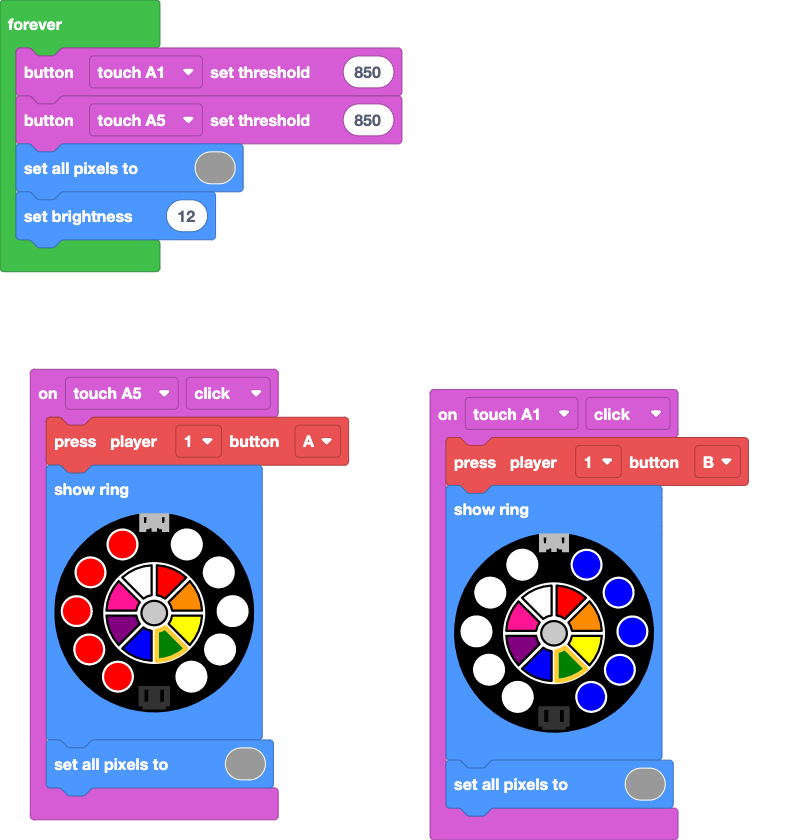 forever
button touch A1 set threshold 850
button touch A5 set threshold 850
set all pixels to
set brightness 12
on touch A5 click
press player 1 button A
show ring
set all pixels to
on touch A1 click
press player 1 button B
show ring
set all pixels to